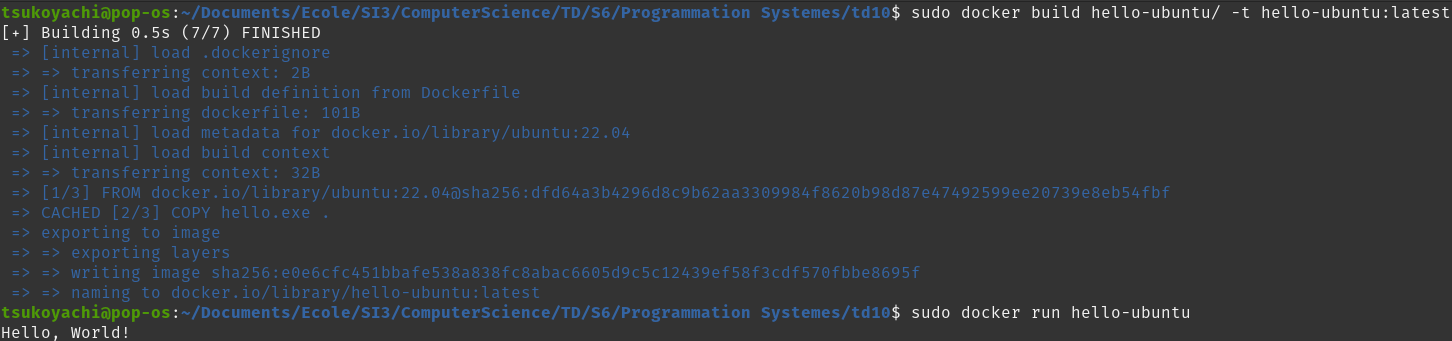 tsukoyachi@pop-os:~/Documents/Ecole/SI3/ComputerScience/TD/S6/Programmation Systemes/td10$ sudo docker build hello-ubuntu/ -t hello-ubuntu:latest
[+] Building 0.5s (7/7) FINISHED
=> [internal] load .dockerignore
=> => transferring context: 2B
=> [internal] load build definition from Dockerfile
=> => transferring dockerfile: 101B
=> [internal] load metadata for docker.io/library/ubuntu:22.04
=> [internal] load build context
=> => transferring context: 32B
=> [1/3] FROM docker.io/library/ubuntu:22.04@sha256:dfd64a3b4296d8c9b62aa3309984f8620b98d87e47492599ee20739e8eb54fbf
=> CACHED [2/3] COPY hello.exe .
=> exporting to image
=> => exporting layers
=> => writing image sha256:e0e6cfc451bbafe538a838fc8abac6605d9c5c12439ef58f3cdf570fbbe8695f
=> => naming to docker.io/library/hello-ubuntu:latest
tsukoyachi@pop-os:~/Documents/Ecole/SI3/ComputerScience/TD/S6/Programmation Systemes/td10$ sudo docker run hello-ubuntu
Hello, World!